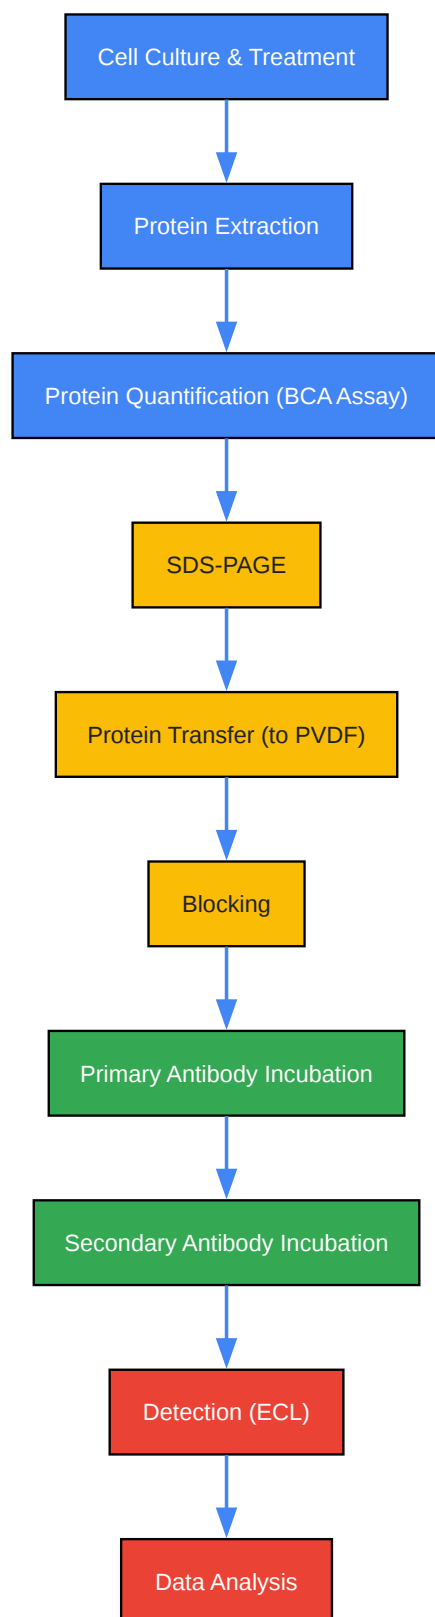 Cell Culture & Treatment
Protein Extraction
Protein Quantification (BCA Assay)
SDS-PAGE
Protein Transfer (to PVDF)
Blocking
Primary Antibody Incubation
Secondary Antibody Incubation
Detection (ECL)
Data Analysis